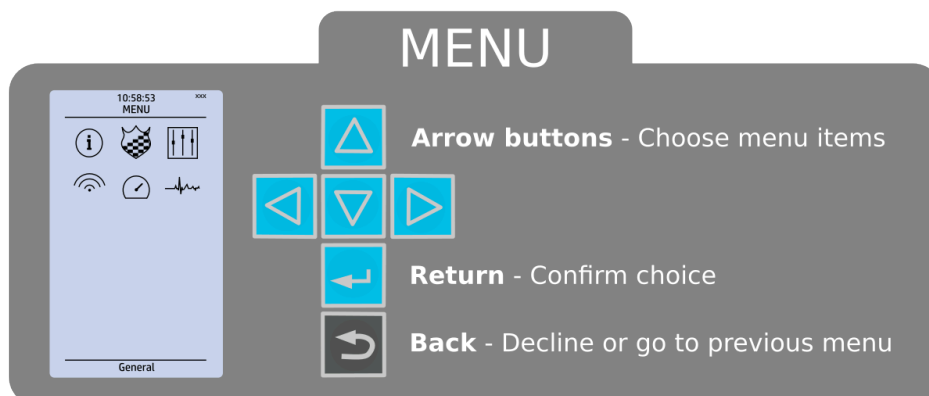 MENU
10:58:53 xxx
MENU
i
General
Arrow buttons - Choose menu items
Return - Confirm choice
Back - Decline or go to previous menu